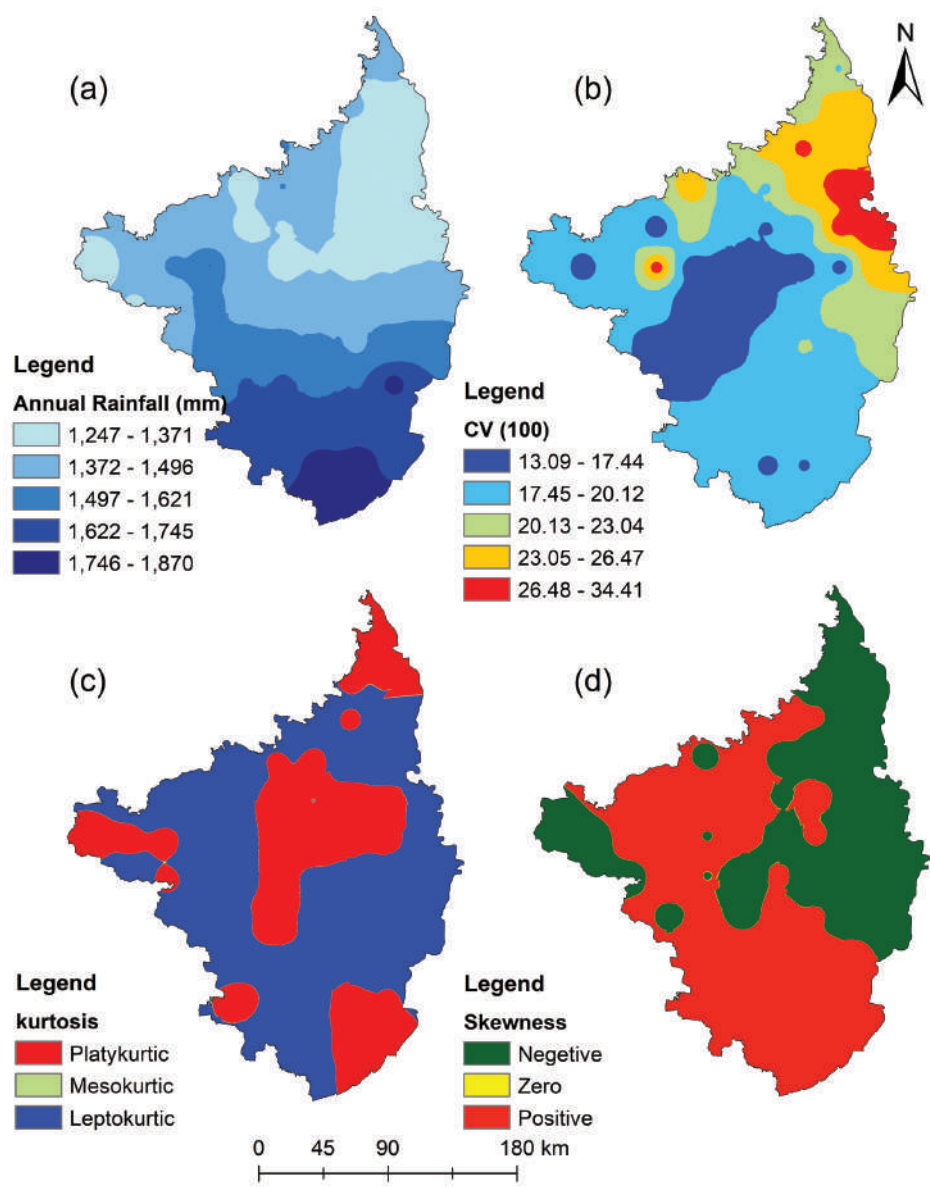 (a)
(b)
N
Legend
Annual Rainfall (mm)
1,247 - 1,371
1,372 - 1,496
1,497 - 1,621
1,622 - 1,745
1,746 - 1,870
Legend
CV (100)
13.09 - 17.44
17.45 - 20.12
20.13 - 23.04
23.05 - 26.47
26.48 - 34.41
(c)
(d)
Legend
kurtosis
Platykurtic
Mesokurtic
Leptokurtic
Legend
Skewness
Negetive
Zero
Positive
0 45 90 180 km